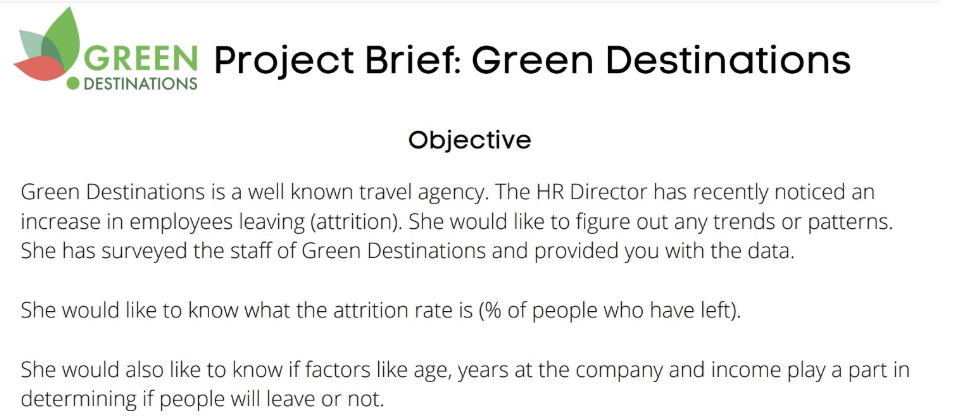 GREEN
DESTINATIONS
Project Brief: Green Destinations
Objective
Green Destinations is a well known travel agency. The HR Director has recently noticed an
increase in employees leaving (attrition). She would like to figure out any trends or patterns.
She has surveyed the staff of Green Destinations and provided you with the data.
She would like to know what the attrition rate is (% of people who have left).
She would also like to know if factors like age, years at the company and income play a part in
determining if people will leave or not.